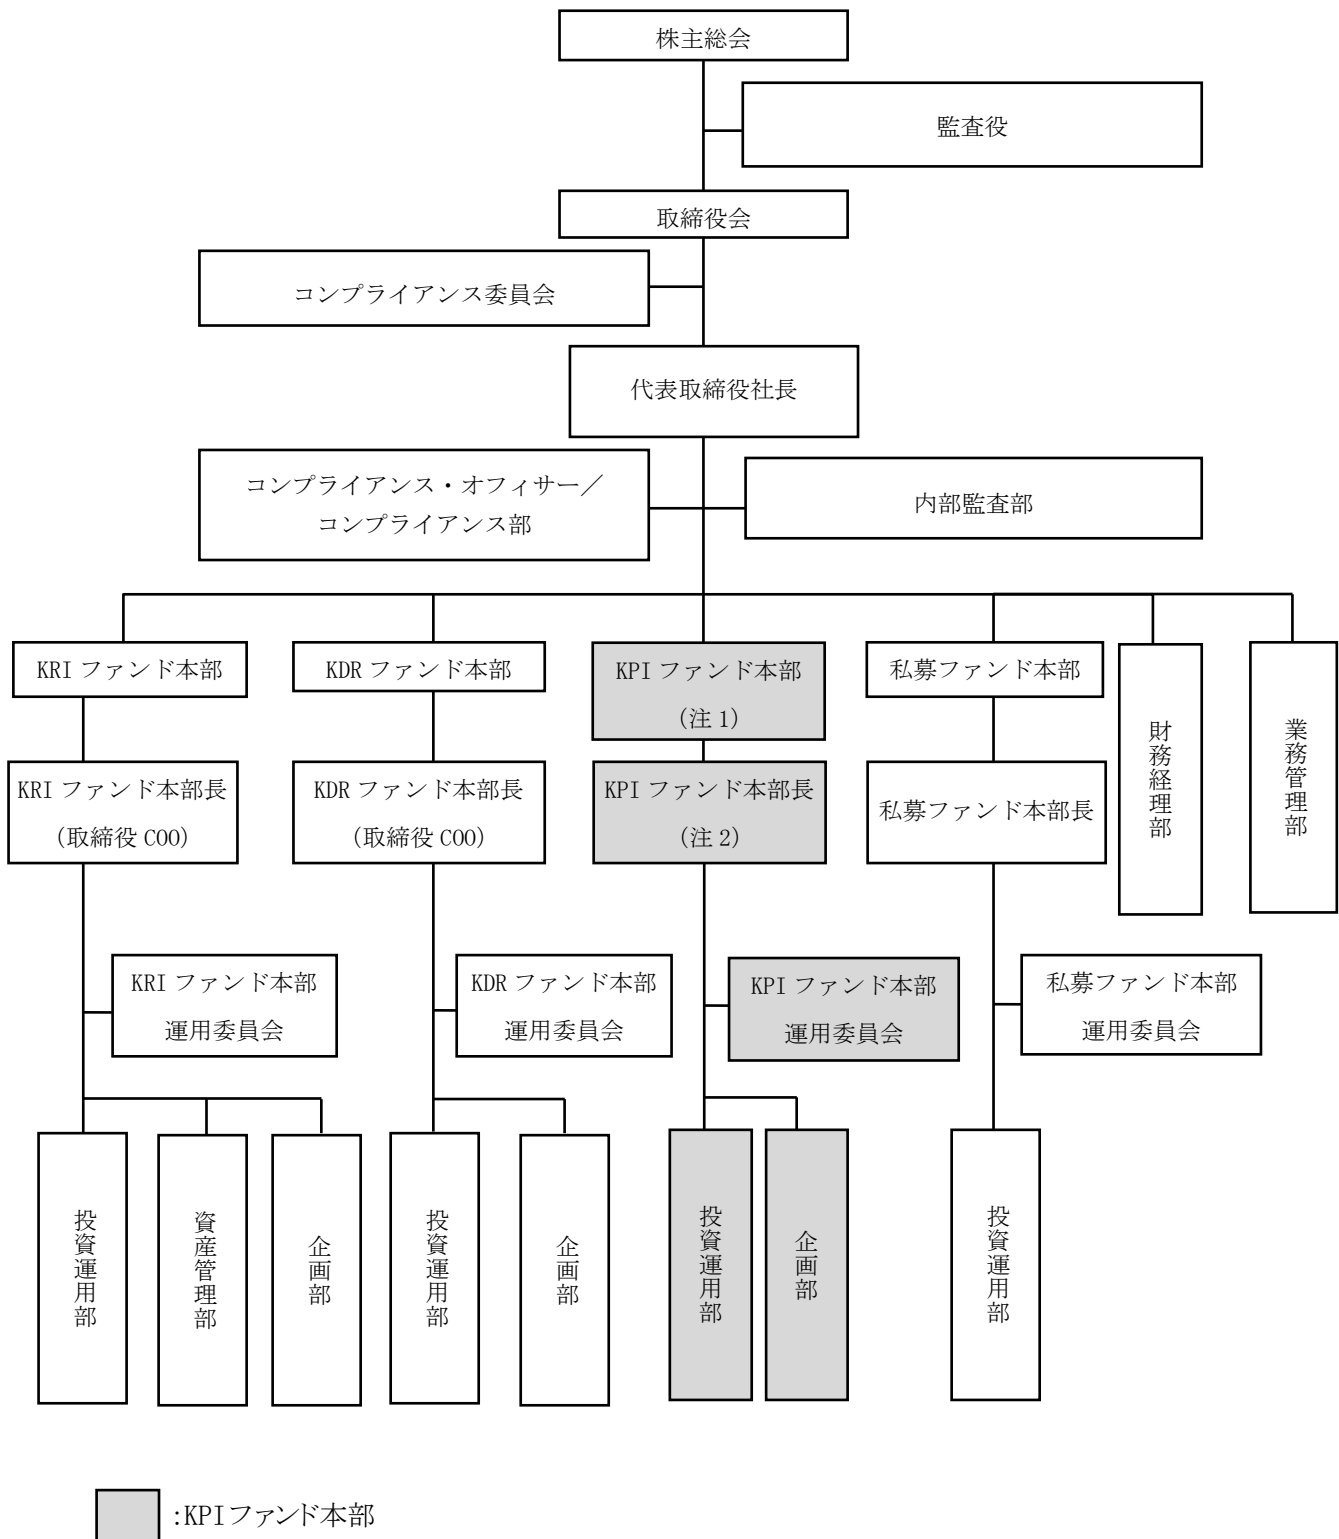 株主総会
監査役
取締役会
コンプライアンス委員会
代表取締役社長
コンプライアンス・オフィサー／
コンプライアンス部
内部監査部
KRI ファンド本部
KDR ファンド本部
KPI ファンド本部
(注 1)
私募ファンド本部
財務経理部
業務管理部
KRI ファンド本部長
(取締役 COO)
KDR ファンド本部長
(取締役 COO)
KPI ファンド本部長
(注 2)
私募ファンド本部長
KRI ファンド本部
運用委員会
KDR ファンド本部
運用委員会
KPI ファンド本部
運用委員会
私募ファンド本部
運用委員会
投資運用部
資産管理部
企画部
投資運用部
企画部
投資運用部
企画部
投資運用部
:KPIファンド本部